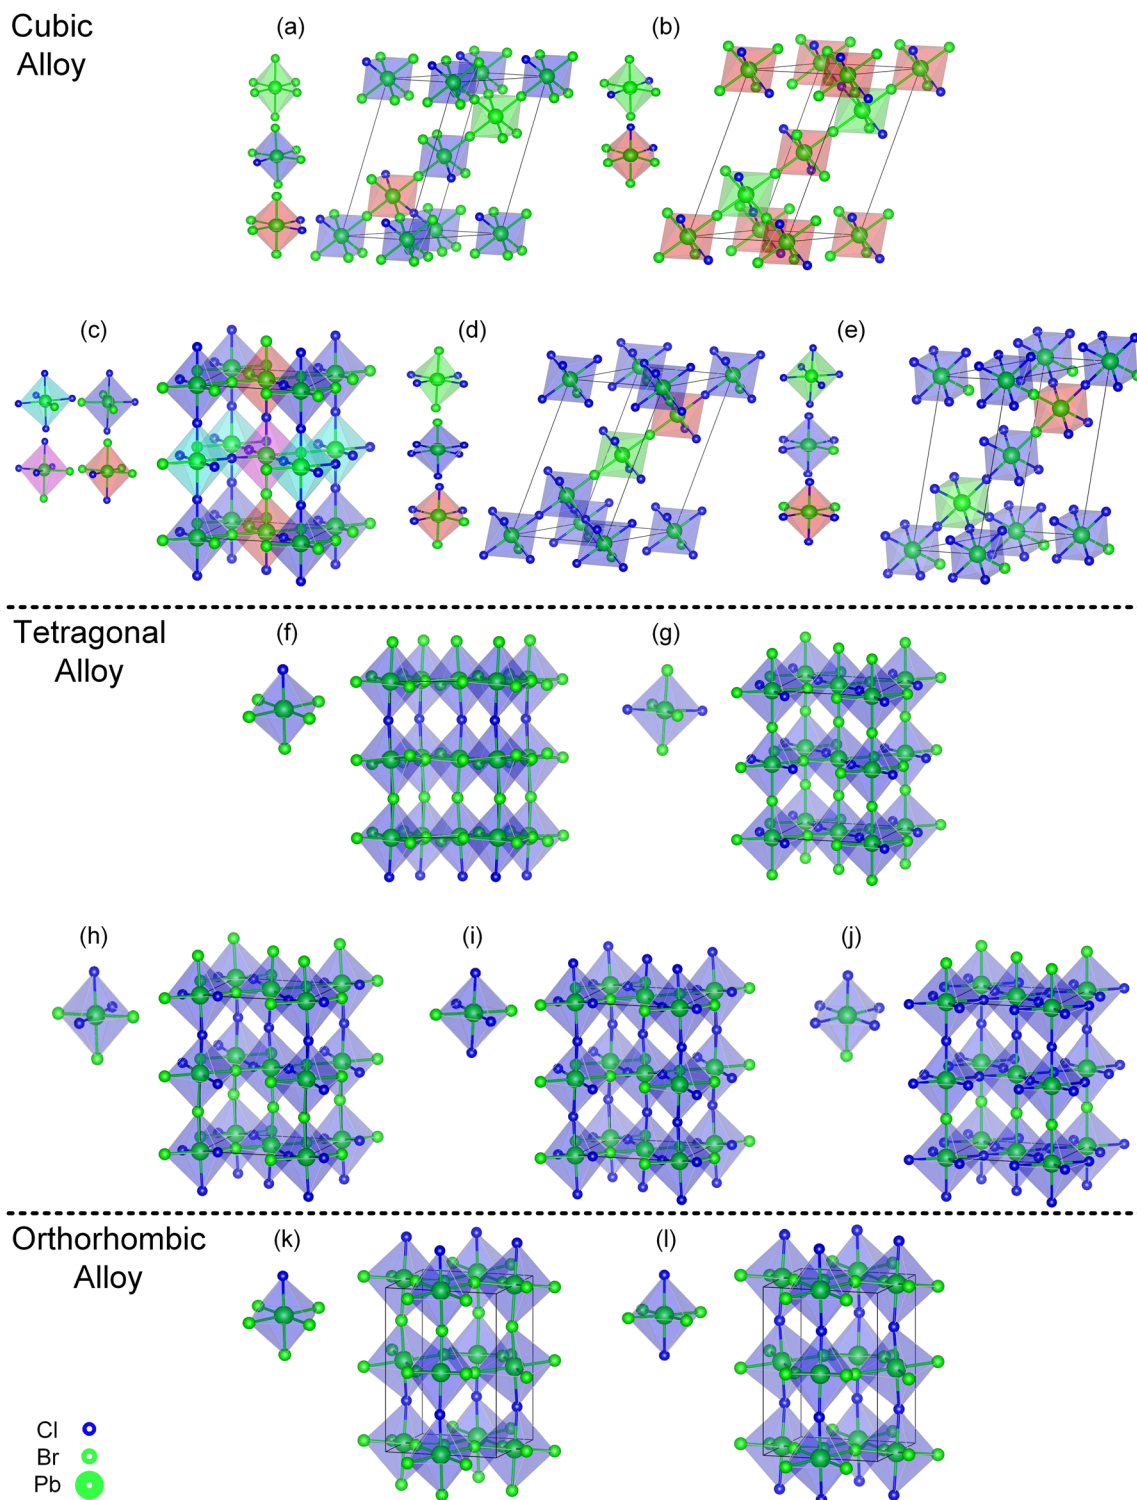 Cubic
Alloy
(a)
(b)
(c)
(d)
(e)
Tetragonal
Alloy
(f)
(g)
(h)
(i)
(j)
Orthorhombic
Alloy
(k)
(l)
Cl
Br
Pb